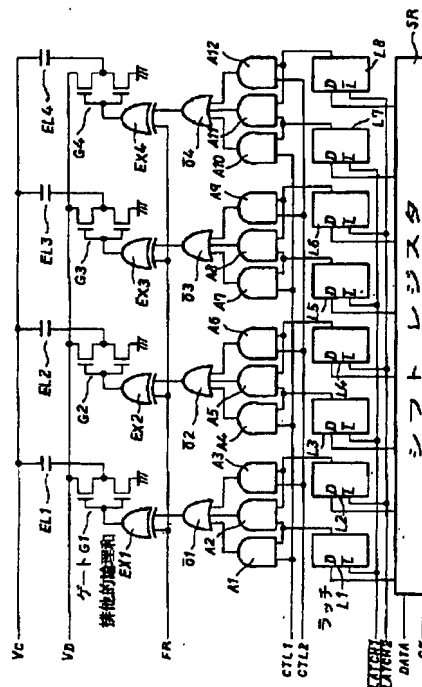 VC
EL1
EL2
EL3
EL4
VD
ゲートG1
G2
G3
G4
排他的論理和
EX1
EX2
EX3
EX4
FR
O1
O2
O3
O4
A1
A2
A3
A4
A5
A6
A7
A8
A9
A10
A11
A12
CTL1
CTL2
ラッチ
L1
L2
L3
L4
L5
L6
L7
L8
D
L
D
L
D
L
D
L
D
L
D
L
D
L
D
L
LATCH1
LATCH2
DATA
シフトレジスタ
SR